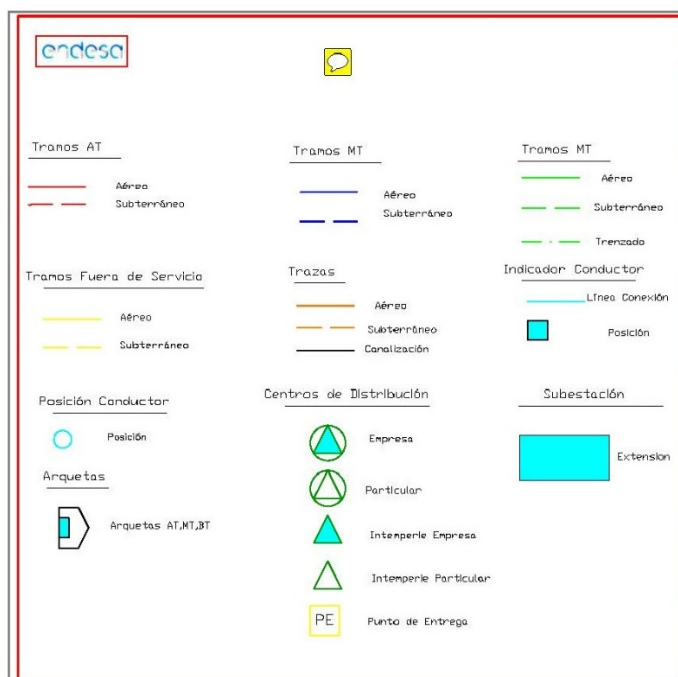 endesa
Tramos AT
Aéreo
Subterráneo
Tramos MT
Aéreo
Subterráneo
Tramos MT
Aéreo
Subterráneo
Trenzado
Tramos Fuera de Servicio
Aéreo
Subterráneo
Trazas
Aéreo
Subterráneo
Canalización
Indicador Conductor
Línea Conexión
Posición
Posición Conductor
Posición
Centros de Distribución
Empresa
Particular
Intemperie Empresa
Intemperie Particular
PE
Punto de Entrega
Subestación
Extension
Arquetas
Arquetas AT,MT,BT